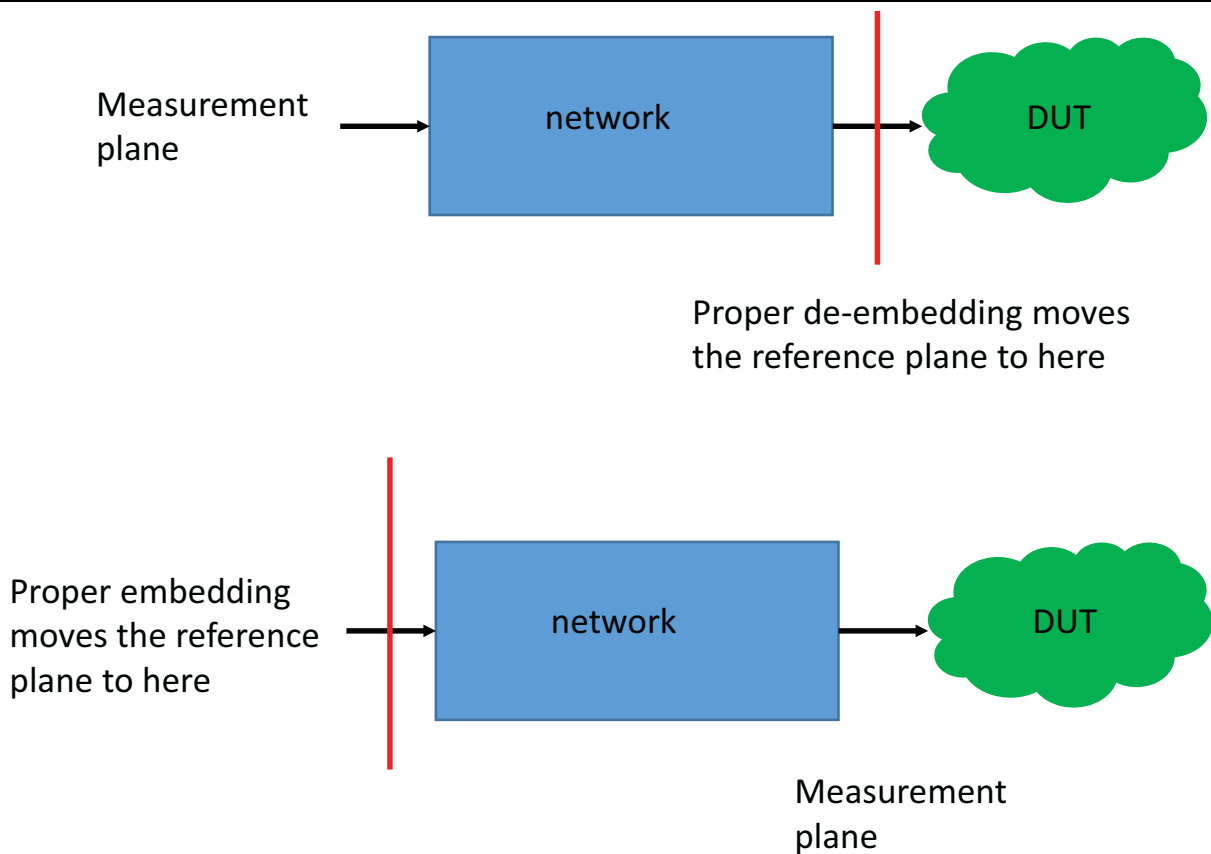 Measurement
plane
network
DUT
Proper de-embedding moves
the reference plane to here
Proper embedding
moves the reference
plane to here
network
DUT
Measurement
plane